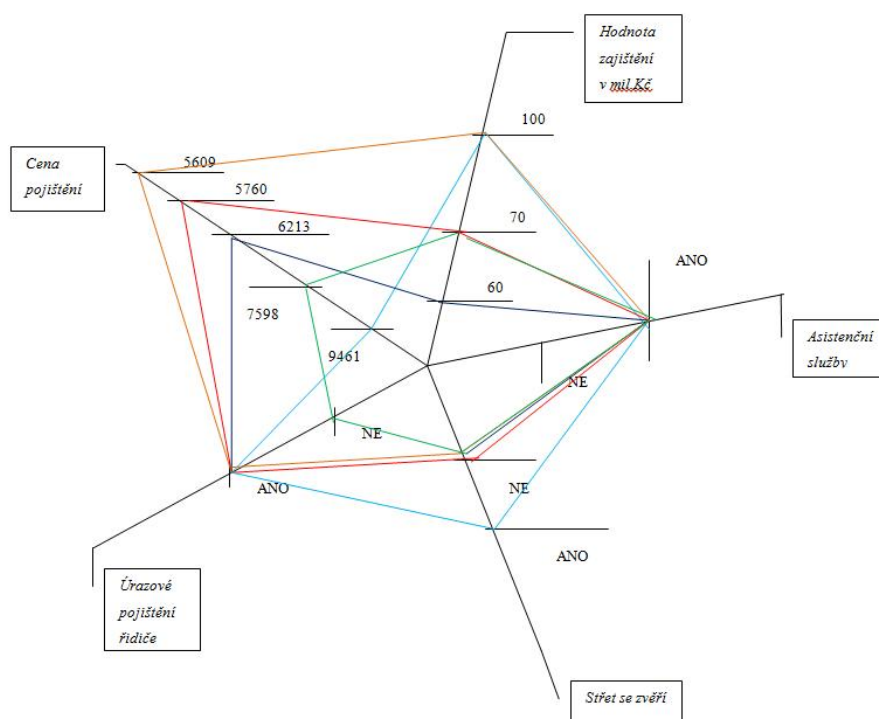 Hodnota
zajištění
v mil.Kč
100
Cena
pojištění
5609
5760
6213
70
ANO
60
7598
9461
Asistenční
služby
NE
NE
ANO
NE
ANO
Úrazové
pojištění
řidiče
Střet se zvěří